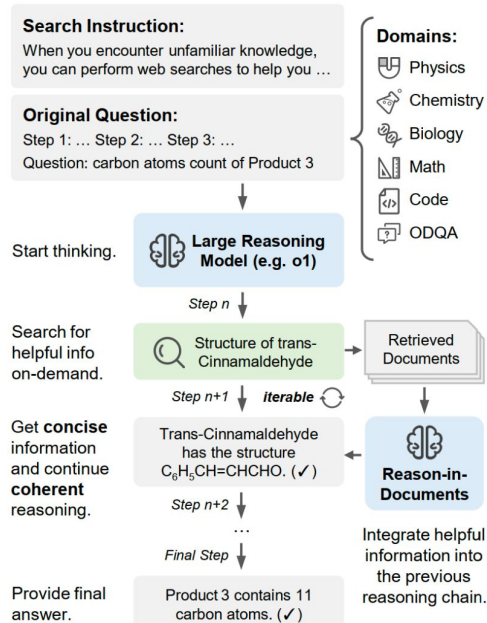 Search Instruction:
When you encounter unfamiliar knowledge,
you can perform web searches to help you …
Original Question:
Step 1: … Step 2: … Step 3: …
Question: carbon atoms count of Product 3
Domains:
Physics
Chemistry
Biology
Math
Code
ODQA
Start thinking.
Large Reasoning
Model (e.g. o1)
Step n
Search for
helpful info
on-demand.
Structure of trans-
Cinnamaldehyde
Retrieved
Documents
Step n+1
iterable
Get concise
information
and continue
coherent
reasoning.
Trans-Cinnamaldehyde
has the structure
C₆H₅CH=CHCHO. (✓)
Reason-in-
Documents
Step n+2
…
Integrate helpful
information into
the previous
reasoning chain.
Final Step
Provide final
answer.
Product 3 contains 11
carbon atoms. (✓)